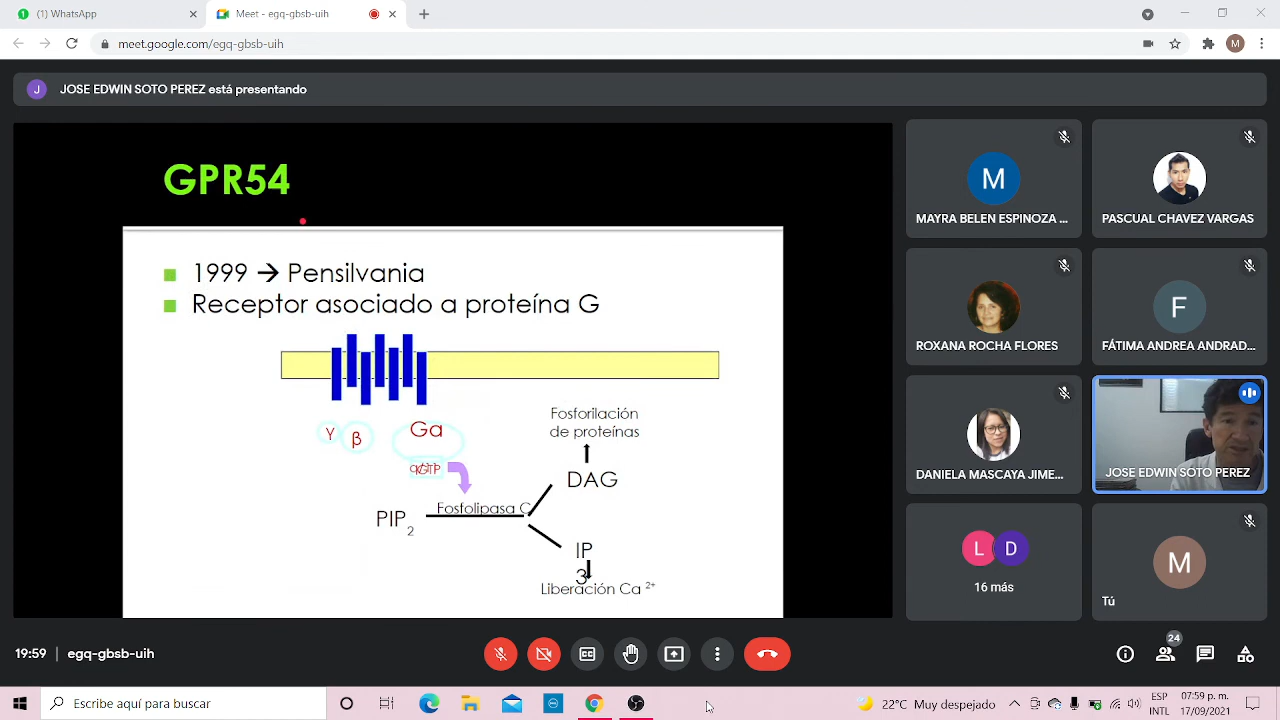 (1) WhatsApp
Meet - egq-gbsb-uih
meet.google.com/egq-gbsb-uih
M
J
JOSE EDWIN SOTO PEREZ está presentando
GPR54
1999 → Pensilvania
Receptor asociado a proteína G
γ
β
Ga
Fosforilación
de proteínas
DAG
Fosfolipasa C
PIP2
IP
3
Liberación Ca 2+
M
MAYRA BELEN ESPINOZA ...
PASCUAL CHAVEZ VARGAS
ROXANA ROCHA FLORES
F
FÁTIMA ANDREA ANDRAD...
DANIELA MASCAYA JIME...
JOSE EDWIN SOTO PEREZ
L
D
16 más
M
Tú
19:59 | egq-gbsb-uih
24
Escribe aquí para buscar
22°C Muy despejado
ESP
INTL
07:59 p. m.
17/09/2021